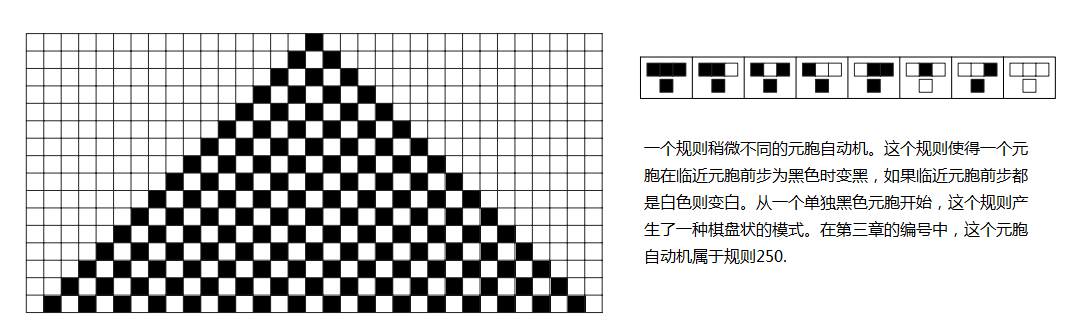 一个规则稍微不同的元胞自动机。这个规则使得一个元
胞在临近元胞前步为黑色时变黑，如果临近元胞前步都
是白色则变白。从一个单独黑色元胞开始，这个规则产
生了一种棋盘状的模式。在第三章的编号中，这个元胞
自动机属于规则250.